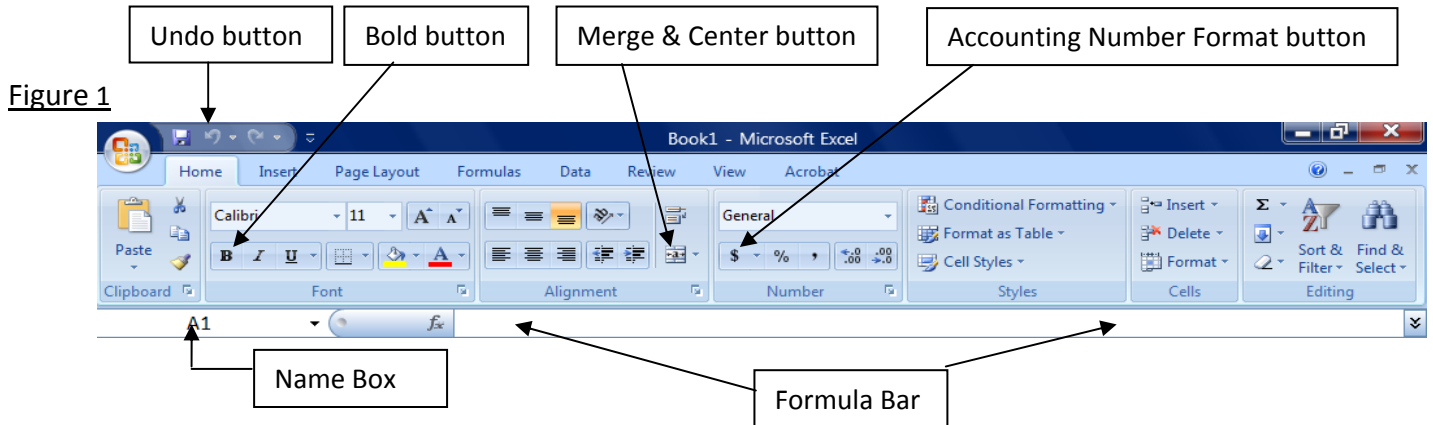 Undo button Bold button Merge & Center button Accounting Number Format button
Figure 1
Book1 - Microsoft Excel
Home Insert Page Layout Formulas Data Review View Acrobat
Calibri 11 A A General Conditional Formatting Insert Σ
Format as Table Delete
Paste B I U A $ % , .0 .00 .00 .0 Cell Styles Format Sort & Filter Find & Select
Clipboard Font Alignment Number Styles Cells Editing
A1 fx
Name Box
Formula Bar